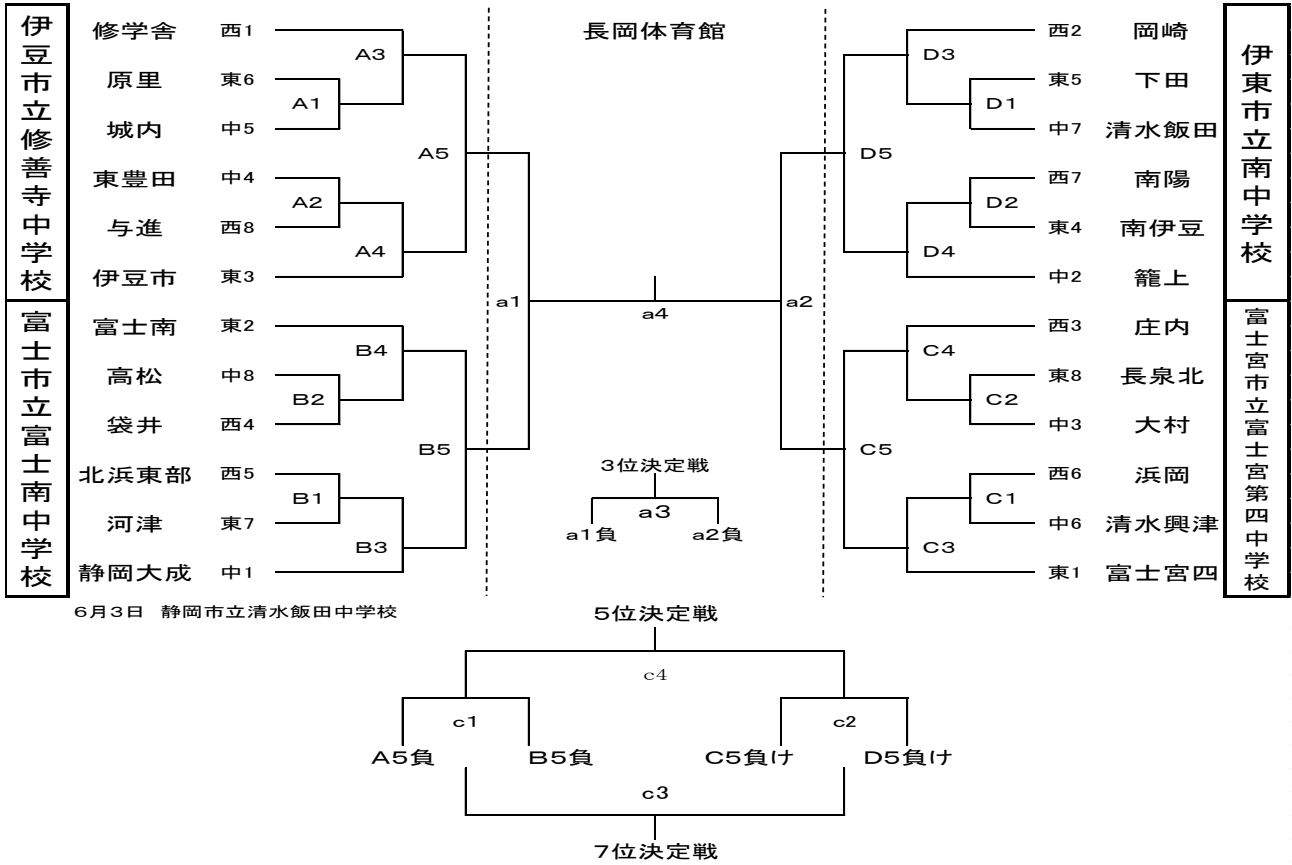 長岡体育館
伊豆市立修善寺中学校
修学舎 西1
A3
原里 東6
A1
城内 中5
A5
東豊田 中4
A2
与進 西8
A4
伊豆市 東3
a1
富士市立富士南中学校
富士南 東2
B4
高松 中8
B2
袋井 西4
B5
北浜東部 西5
B1
河津 東7
B3
静岡大成 中1
a4
3位決定戦
a3
a1負 a2負
西2 岡崎
D3
東5 下田
D1
中7 清水飯田
D5
西7 南陽
D2
東4 南伊豆
D4
中2 籠上
伊東市立南中学校
a2
西3 庄内
C4
東8 長泉北
C2
中3 大村
C5
西6 浜岡
C1
中6 清水興津
C3
東1 富士宮四
富士宮市立富士宮第四中学校
6月3日 静岡市立清水飯田中学校
5位決定戦
c4
c1 c2
A5負 B5負 C5負け D5負け
c3
7位決定戦